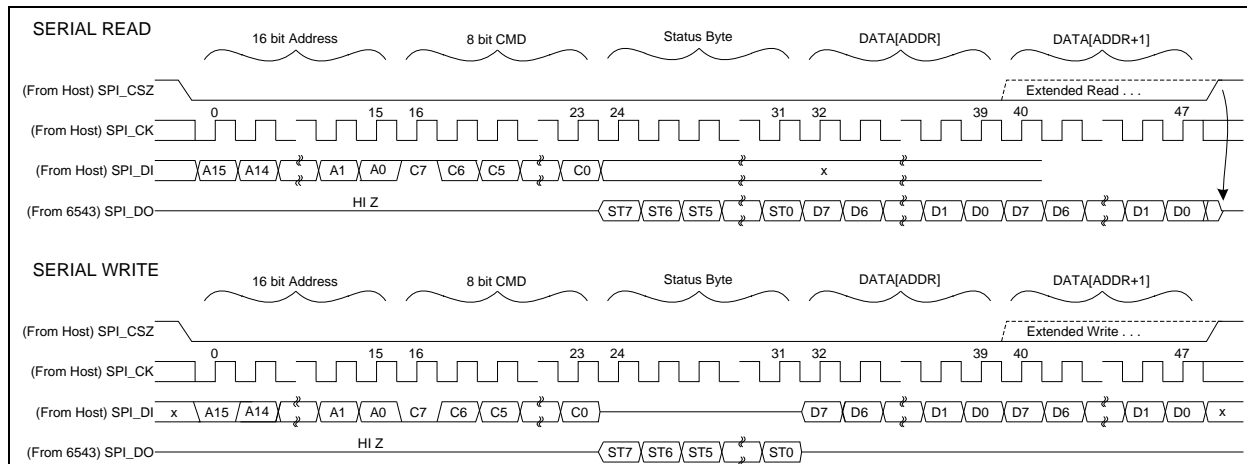 SERIAL READ
16 bit Address 8 bit CMD Status Byte DATA[ADDR] DATA[ADDR+1]
(From Host) SPI_CSZ Extended Read . . .
0 15 16 23 24 31 32 39 40 47
(From Host) SPI_CK
(From Host) SPI_DI A15 A14 A1 A0 C7 C6 C5 C0 x
(From 6543) SPI_DO HI Z ST7 ST6 ST5 ST0 D7 D6 D1 D0 D7 D6 D1 D0
SERIAL WRITE
16 bit Address 8 bit CMD Status Byte DATA[ADDR] DATA[ADDR+1]
(From Host) SPI_CSZ Extended Write . . .
0 15 16 23 24 31 32 39 40 47
(From Host) SPI_CK
(From Host) SPI_DI x A15 A14 A1 A0 C7 C6 C5 C0 D7 D6 D1 D0 D7 D6 D1 D0 x
(From 6543) SPI_DO HI Z ST7 ST6 ST5 ST0